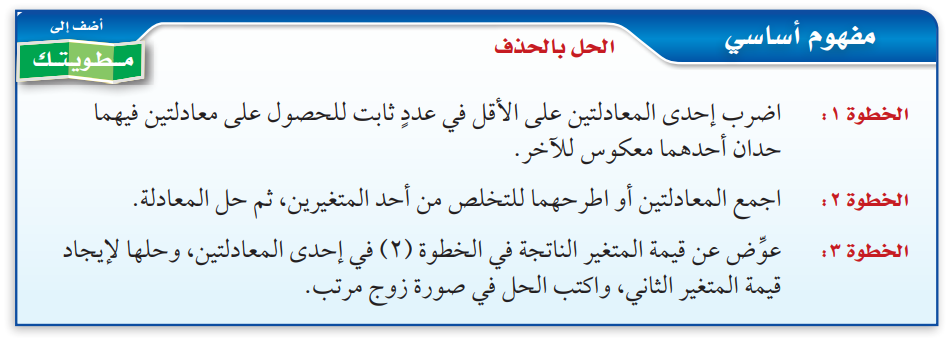 مفهوم أساسي
الحل بالحذف
أضف إلى
مـطويـتـك
الخطوة ١: اضرب إحدى المعادلتين على الأقل في عددٍ ثابت للحصول على معادلتين فيهما
حدان أحدهما معكوس للآخر.
الخطوة ٢: اجمع المعادلتين أو اطرحهما للتخلص من أحد المتغيرين، ثم حل المعادلة.
الخطوة ٣: عوِّض عن قيمة المتغير الناتجة في الخطوة (٢) في إحدى المعادلتين، وحلها لإيجاد
قيمة المتغير الثاني، واكتب الحل في صورة زوج مرتب.